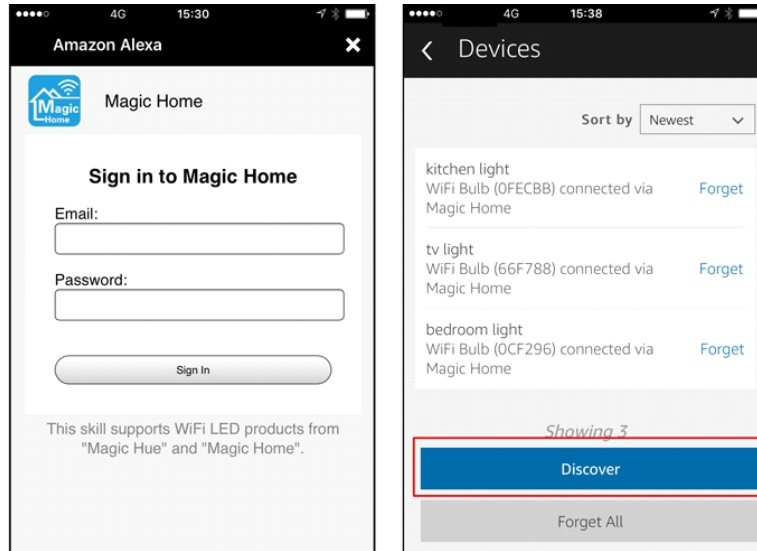 4G 15:30
Amazon Alexa
Magic Home
Magic Home
Sign in to Magic Home
Email:
Password:
Sign In
This skill supports WiFi LED products from
"Magic Hue" and "Magic Home".
4G 15:38
Devices
Sort by Newest
kitchen light
WiFi Bulb (0FECBB) connected via
Magic Home
Forget
tv light
WiFi Bulb (66F788) connected via
Magic Home
Forget
bedroom light
WiFi Bulb (0CF296) connected via
Magic Home
Forget
Showing 3
Discover
Forget All